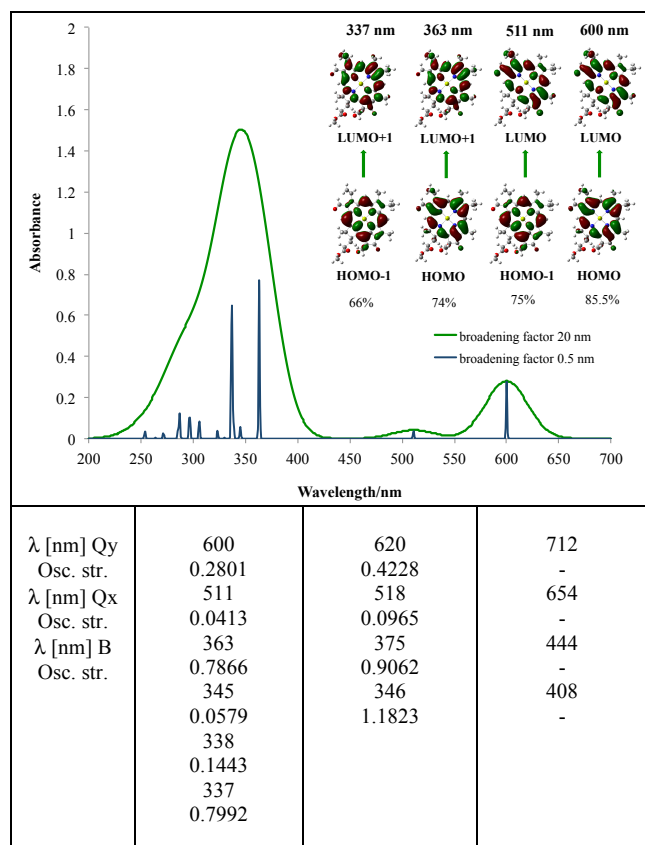 337 nm 363 nm 511 nm 600 nm
LUMO+1 LUMO+1 LUMO LUMO
HOMO-1 HOMO HOMO-1 HOMO
66% 74% 75% 85.5%
broadening factor 20 nm
broadening factor 0.5 nm
Absorbance
2
1.8
1.6
1.4
1.2
1
0.8
0.6
0.4
0.2
0
200 250 300 350 400 450 500 550 600 650 700
Wavelength/nm
λ [nm] Qy 600 620 712
Osc. str. 0.2801 0.4228 -
λ [nm] Qx 511 518 654
Osc. str. 0.0413 0.0965 -
λ [nm] B 363 375 444
Osc. str. 0.7866 0.9062 -
345 346 408
0.0579 1.1823 -
338
0.1443
337
0.7992